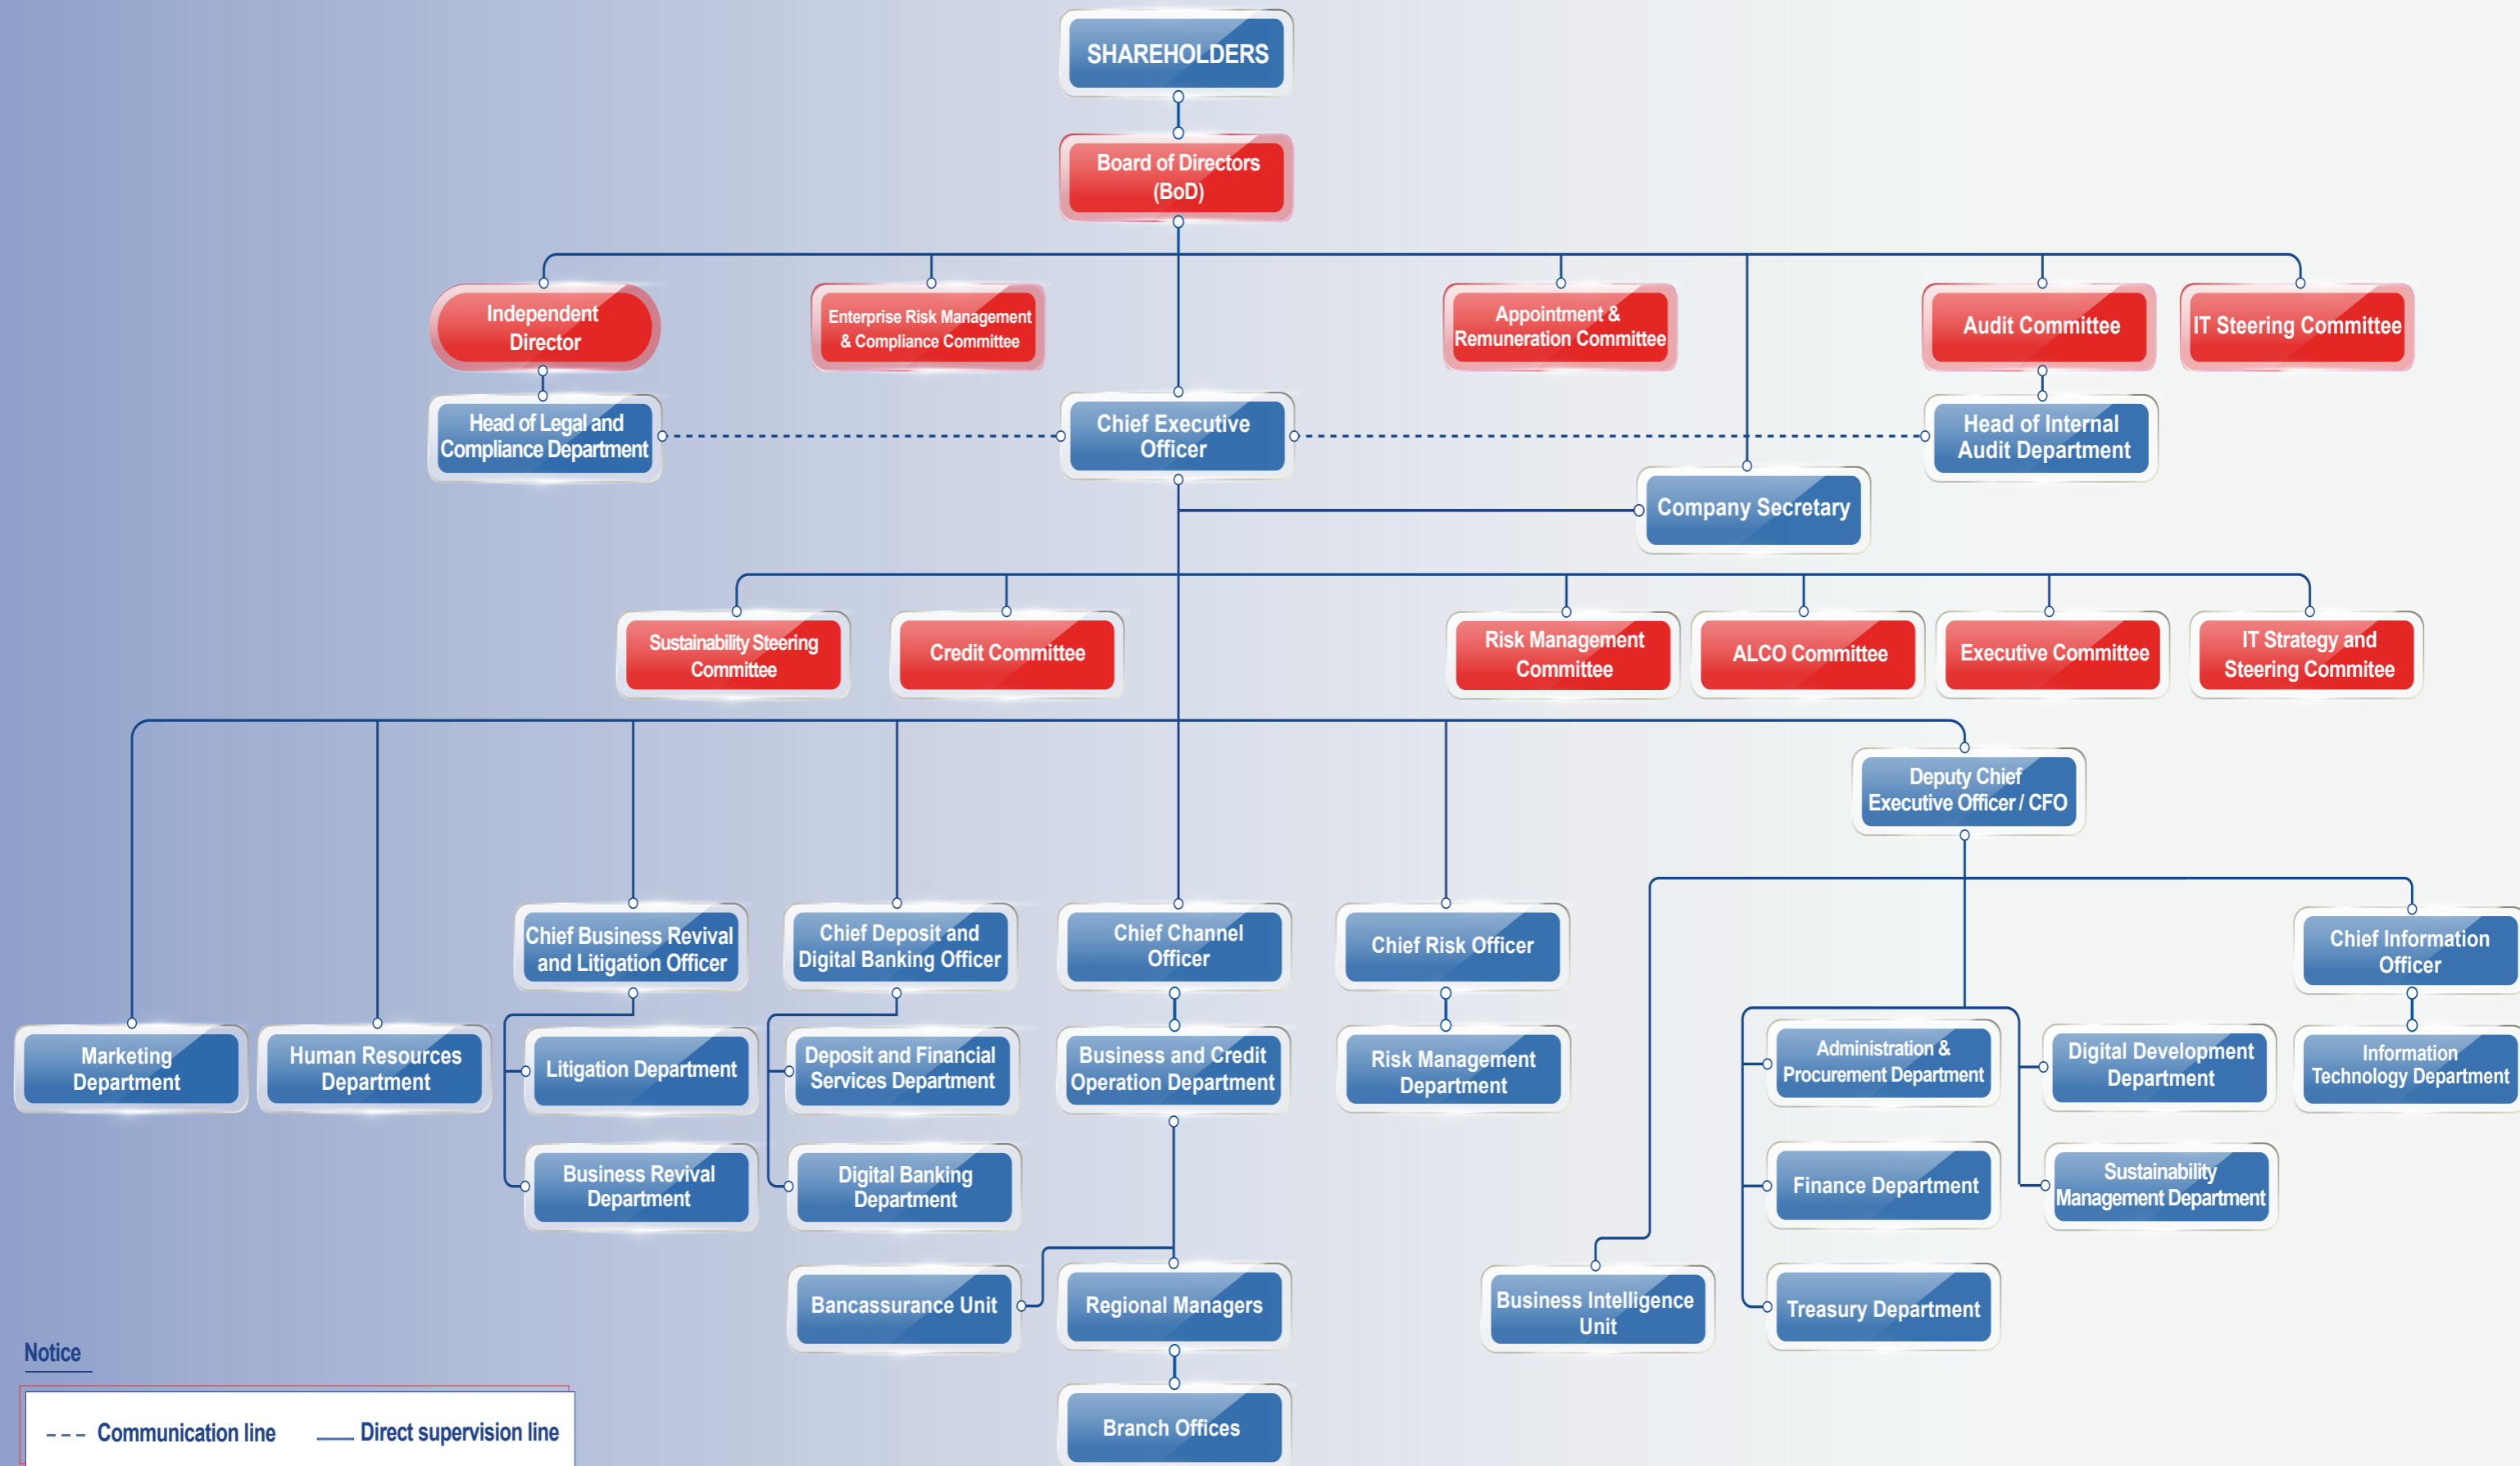 SHAREHOLDERS
Board of Directors
(BoD)
Independent
Director
Enterprise Risk Management
& Compliance Committee
Appointment &
Remuneration Committee
Audit Committee
IT Steering Committee
Head of Legal and
Compliance Department
Chief Executive
Officer
Head of Internal
Audit Department
Company Secretary
Sustainability Steering
Committee
Credit Committee
Risk Management
Committee
ALCO Committee
Executive Committee
IT Strategy and
Steering Commitee
Deputy Chief
Executive Officer / CFO
Chief Business Revival
and Litigation Officer
Chief Deposit and
Digital Banking Officer
Chief Channel
Officer
Chief Risk Officer
Chief Information
Officer
Marketing
Department
Human Resources
Department
Litigation Department
Deposit and Financial
Services Department
Business and Credit
Operation Department
Risk Management
Department
Administration &
Procurement Department
Digital Development
Department
Information
Technology Department
Business Revival
Department
Digital Banking
Department
Finance Department
Sustainability
Management Department
Bancassurance Unit
Regional Managers
Business Intelligence
Unit
Treasury Department
Branch Offices
Notice
Communication line
Direct supervision line